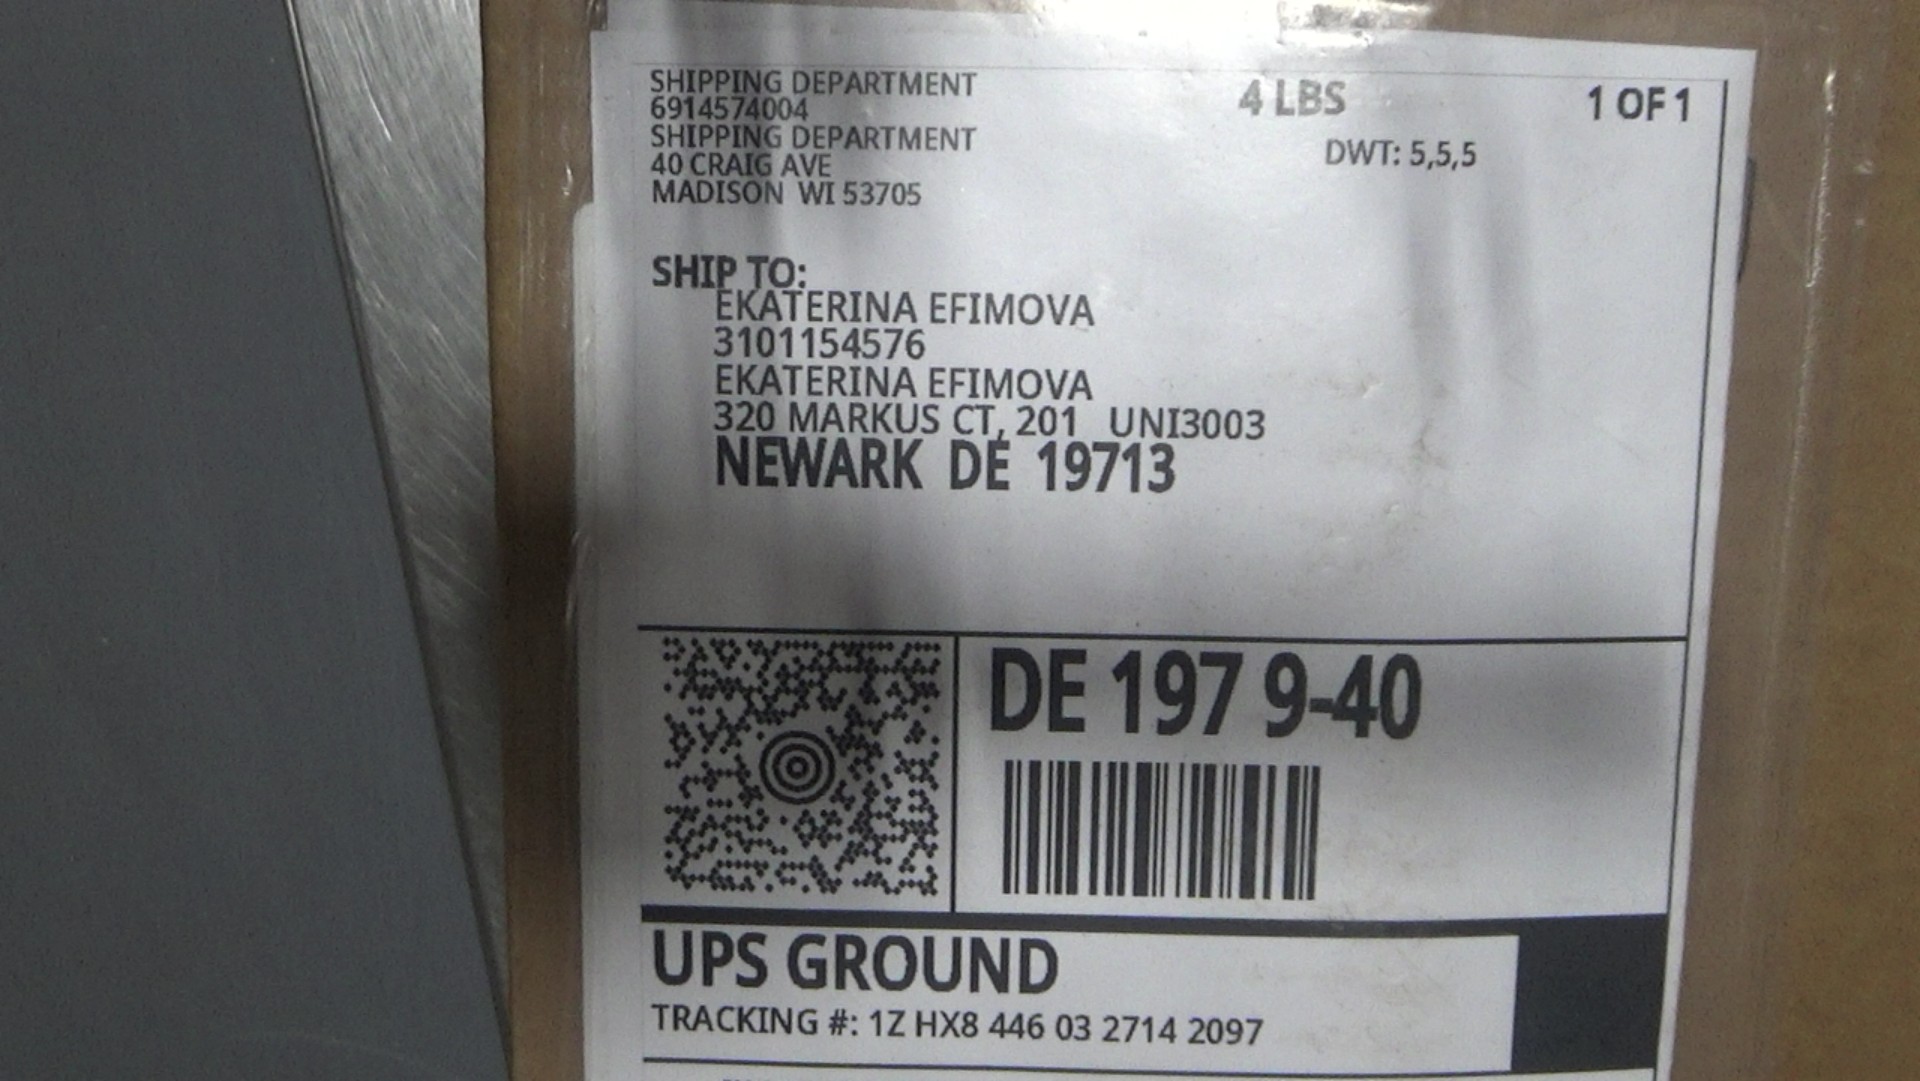 SHIPPING DEPARTMENT
6914574004
SHIPPING DEPARTMENT
40 CRAIG AVE
MADISON WI 53705
4 LBS
1 OF 1
DWT: 5,5,5
SHIP TO:
EKATERINA EFIMOVA
3101154576
EKATERINA EFIMOVA
320 MARKUS CT, 201 UNI3003
NEWARK DE 19713
DE 197 9-40
UPS GROUND
TRACKING #: 1Z HX8 446 03 2714 2097